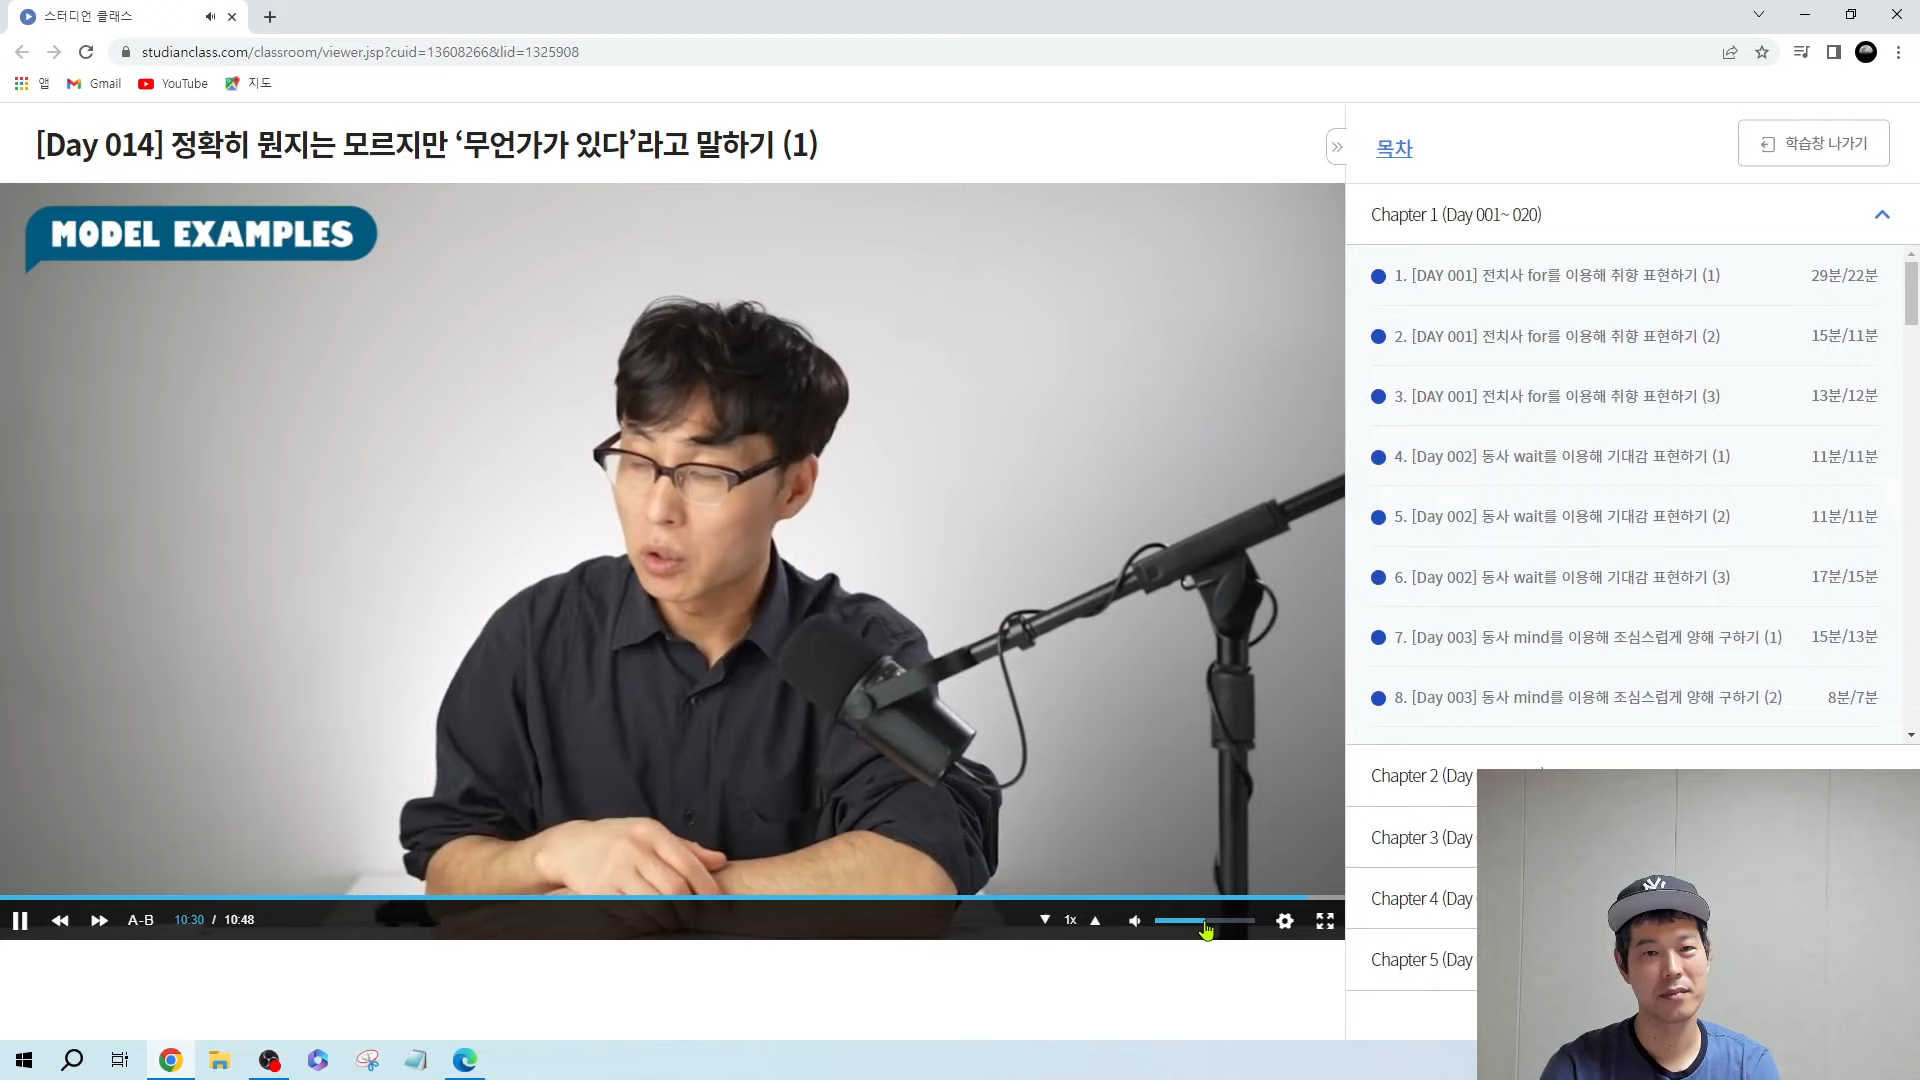 스터디언 클래스
studianclass.com/classroom/viewer.jsp?cuid=13608266&lid=1325908
앱 Gmail YouTube 지도
[Day 014] 정확히 뭔지는 모르지만 ‘무언가가 있다’라고 말하기 (1)
목차
학습창 나가기
MODEL EXAMPLES
Chapter 1 (Day 001~ 020)
1. [DAY 001] 전치사 for를 이용해 취향 표현하기 (1) 29분/22분
2. [DAY 001] 전치사 for를 이용해 취향 표현하기 (2) 15분/11분
3. [DAY 001] 전치사 for를 이용해 취향 표현하기 (3) 13분/12분
4. [Day 002] 동사 wait를 이용해 기대감 표현하기 (1) 11분/11분
5. [Day 002] 동사 wait를 이용해 기대감 표현하기 (2) 11분/11분
6. [Day 002] 동사 wait를 이용해 기대감 표현하기 (3) 17분/15분
7. [Day 003] 동사 mind를 이용해 조심스럽게 양해 구하기 (1) 15분/13분
8. [Day 003] 동사 mind를 이용해 조심스럽게 양해 구하기 (2) 8분/7분
Chapter 2 (Day
Chapter 3 (Day
Chapter 4 (Day
Chapter 5 (Day
A-B 10:30 / 10:48 1x